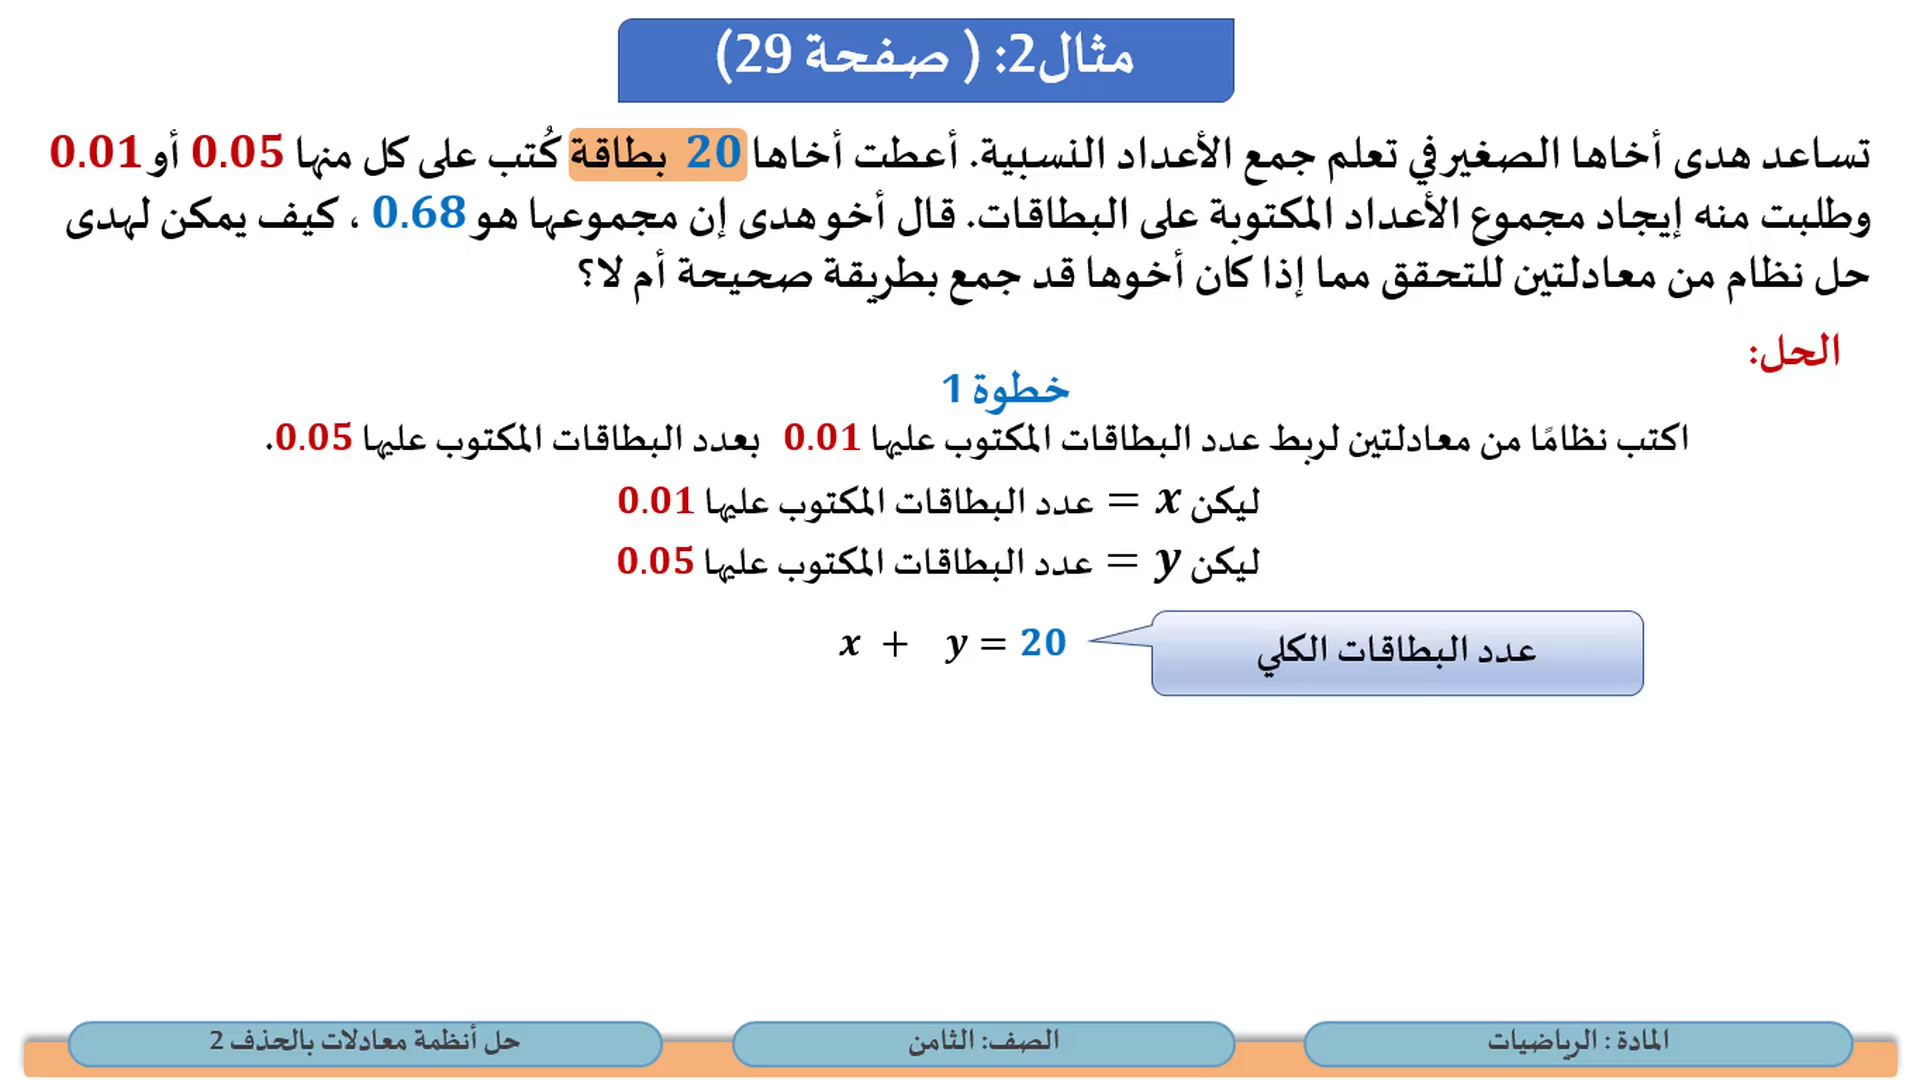 مثال2: ( صفحة 29)
تساعد هدى أخاها الصغير في تعلم جمع الأعداد النسبية. أعطت أخاها 20 بطاقة كُتب على كل منها 0.05 أو 0.01
وطلبت منه إيجاد مجموع الأعداد المكتوبة على البطاقات. قال أخو هدى إن مجموعها هو 0.68 ، كيف يمكن لهدى
حل نظام من معادلتين للتحقق مما إذا كان أخوها قد جمع بطريقة صحيحة أم لا؟
الحل:
خطوة 1
اكتب نظامًا من معادلتين لربط عدد البطاقات المكتوب عليها 0.01 بعدد البطاقات المكتوب عليها 0.05.
ليكن x = عدد البطاقات المكتوب عليها 0.01
ليكن y = عدد البطاقات المكتوب عليها 0.05
x + y = 20
عدد البطاقات الكلي
المادة : الرياضيات
الصف: الثامن
حل أنظمة معادلات بالحذف 2